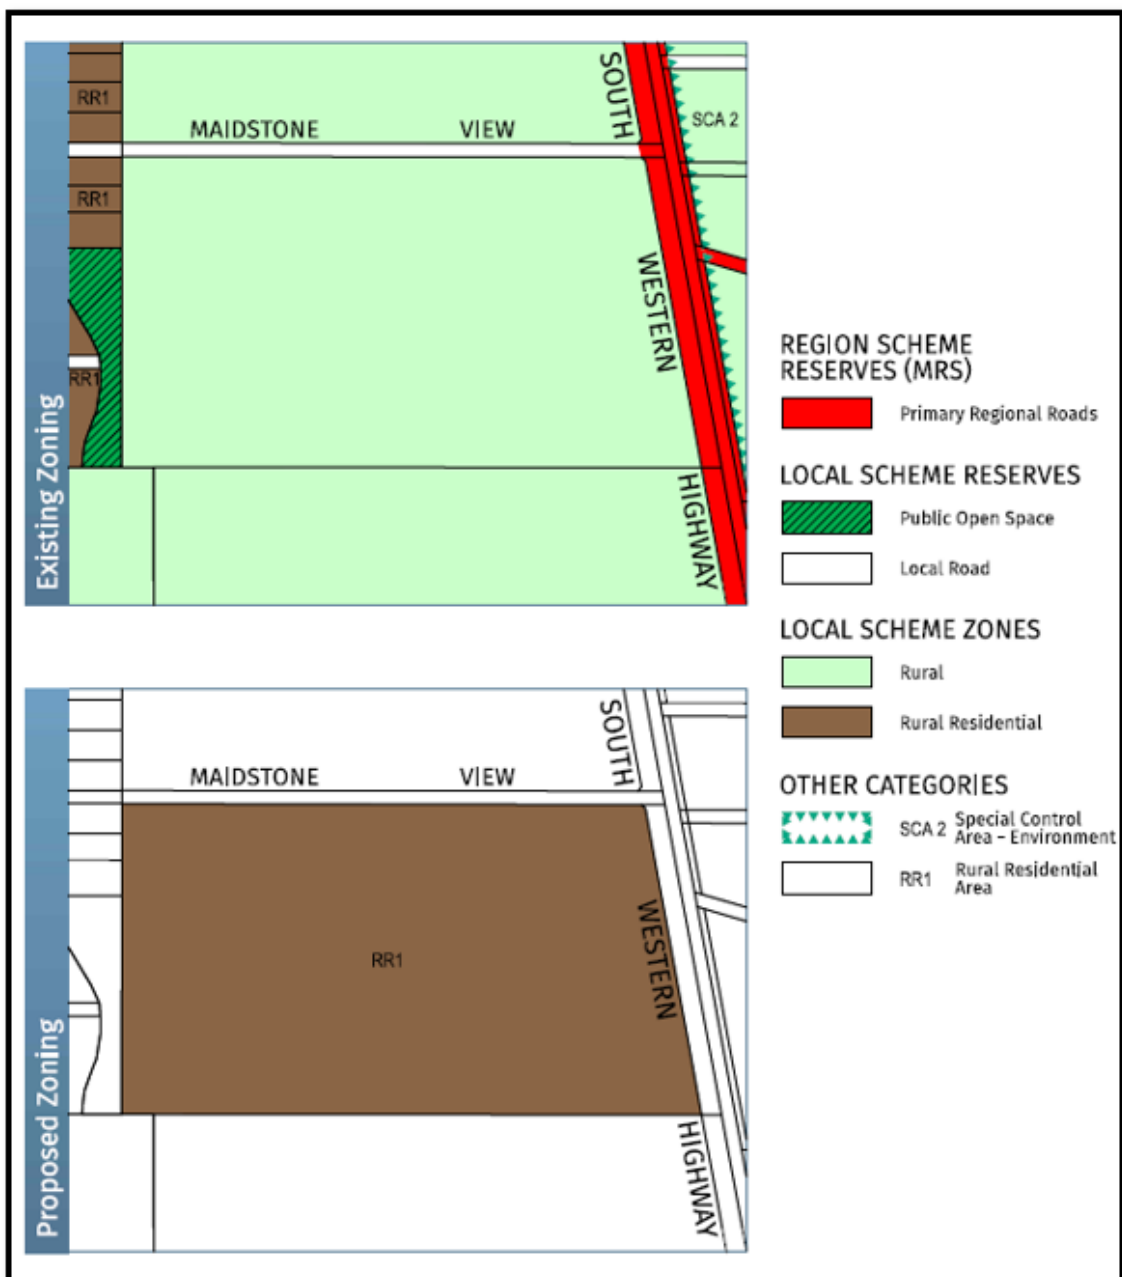 Existing Zoning
RR1
MAIDSTONE VIEW
SOUTH
SCA 2
RR1
WESTERN
RR1
HIGHWAY
REGION SCHEME
RESERVES (MRS)
Primary Regional Roads
LOCAL SCHEME RESERVES
Public Open Space
Local Road
LOCAL SCHEME ZONES
Rural
Rural Residential
OTHER CATEGORIES
SCA 2 Special Control
Area - Environment
RR1 Rural Residential
Area
Proposed Zoning
MAIDSTONE VIEW
SOUTH
WESTERN
RR1
HIGHWAY